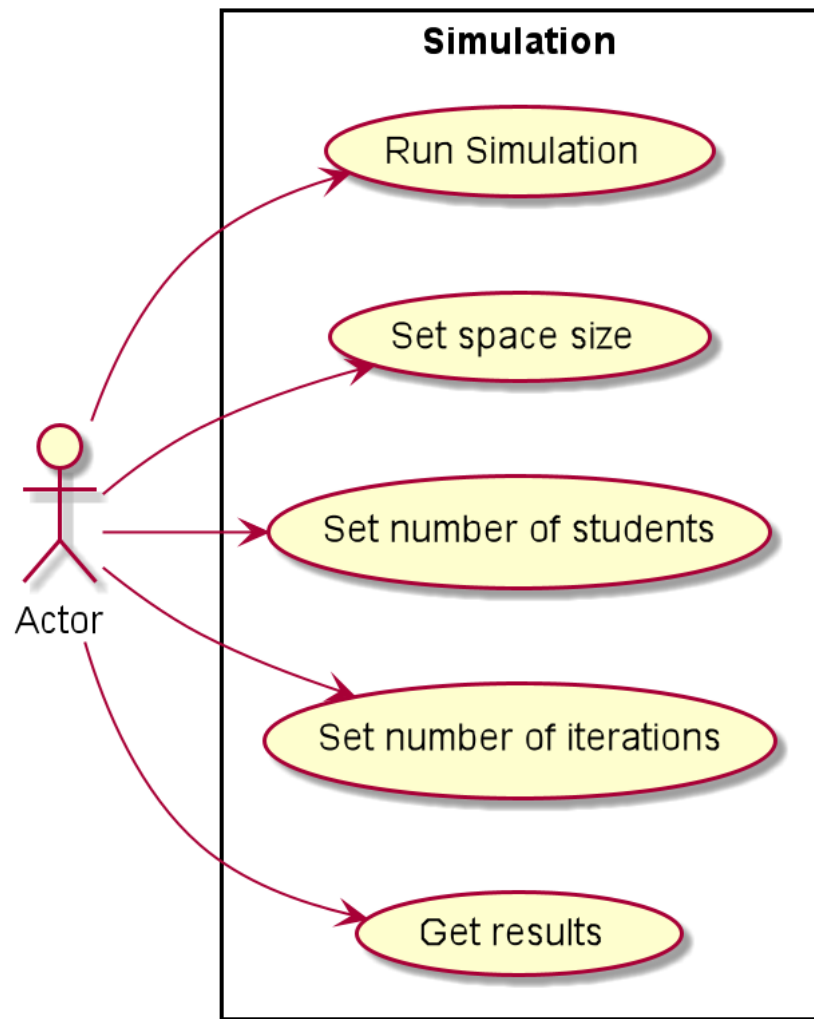 Simulation
Run Simulation
Set space size
Set number of students
Actor
Set number of iterations
Get results